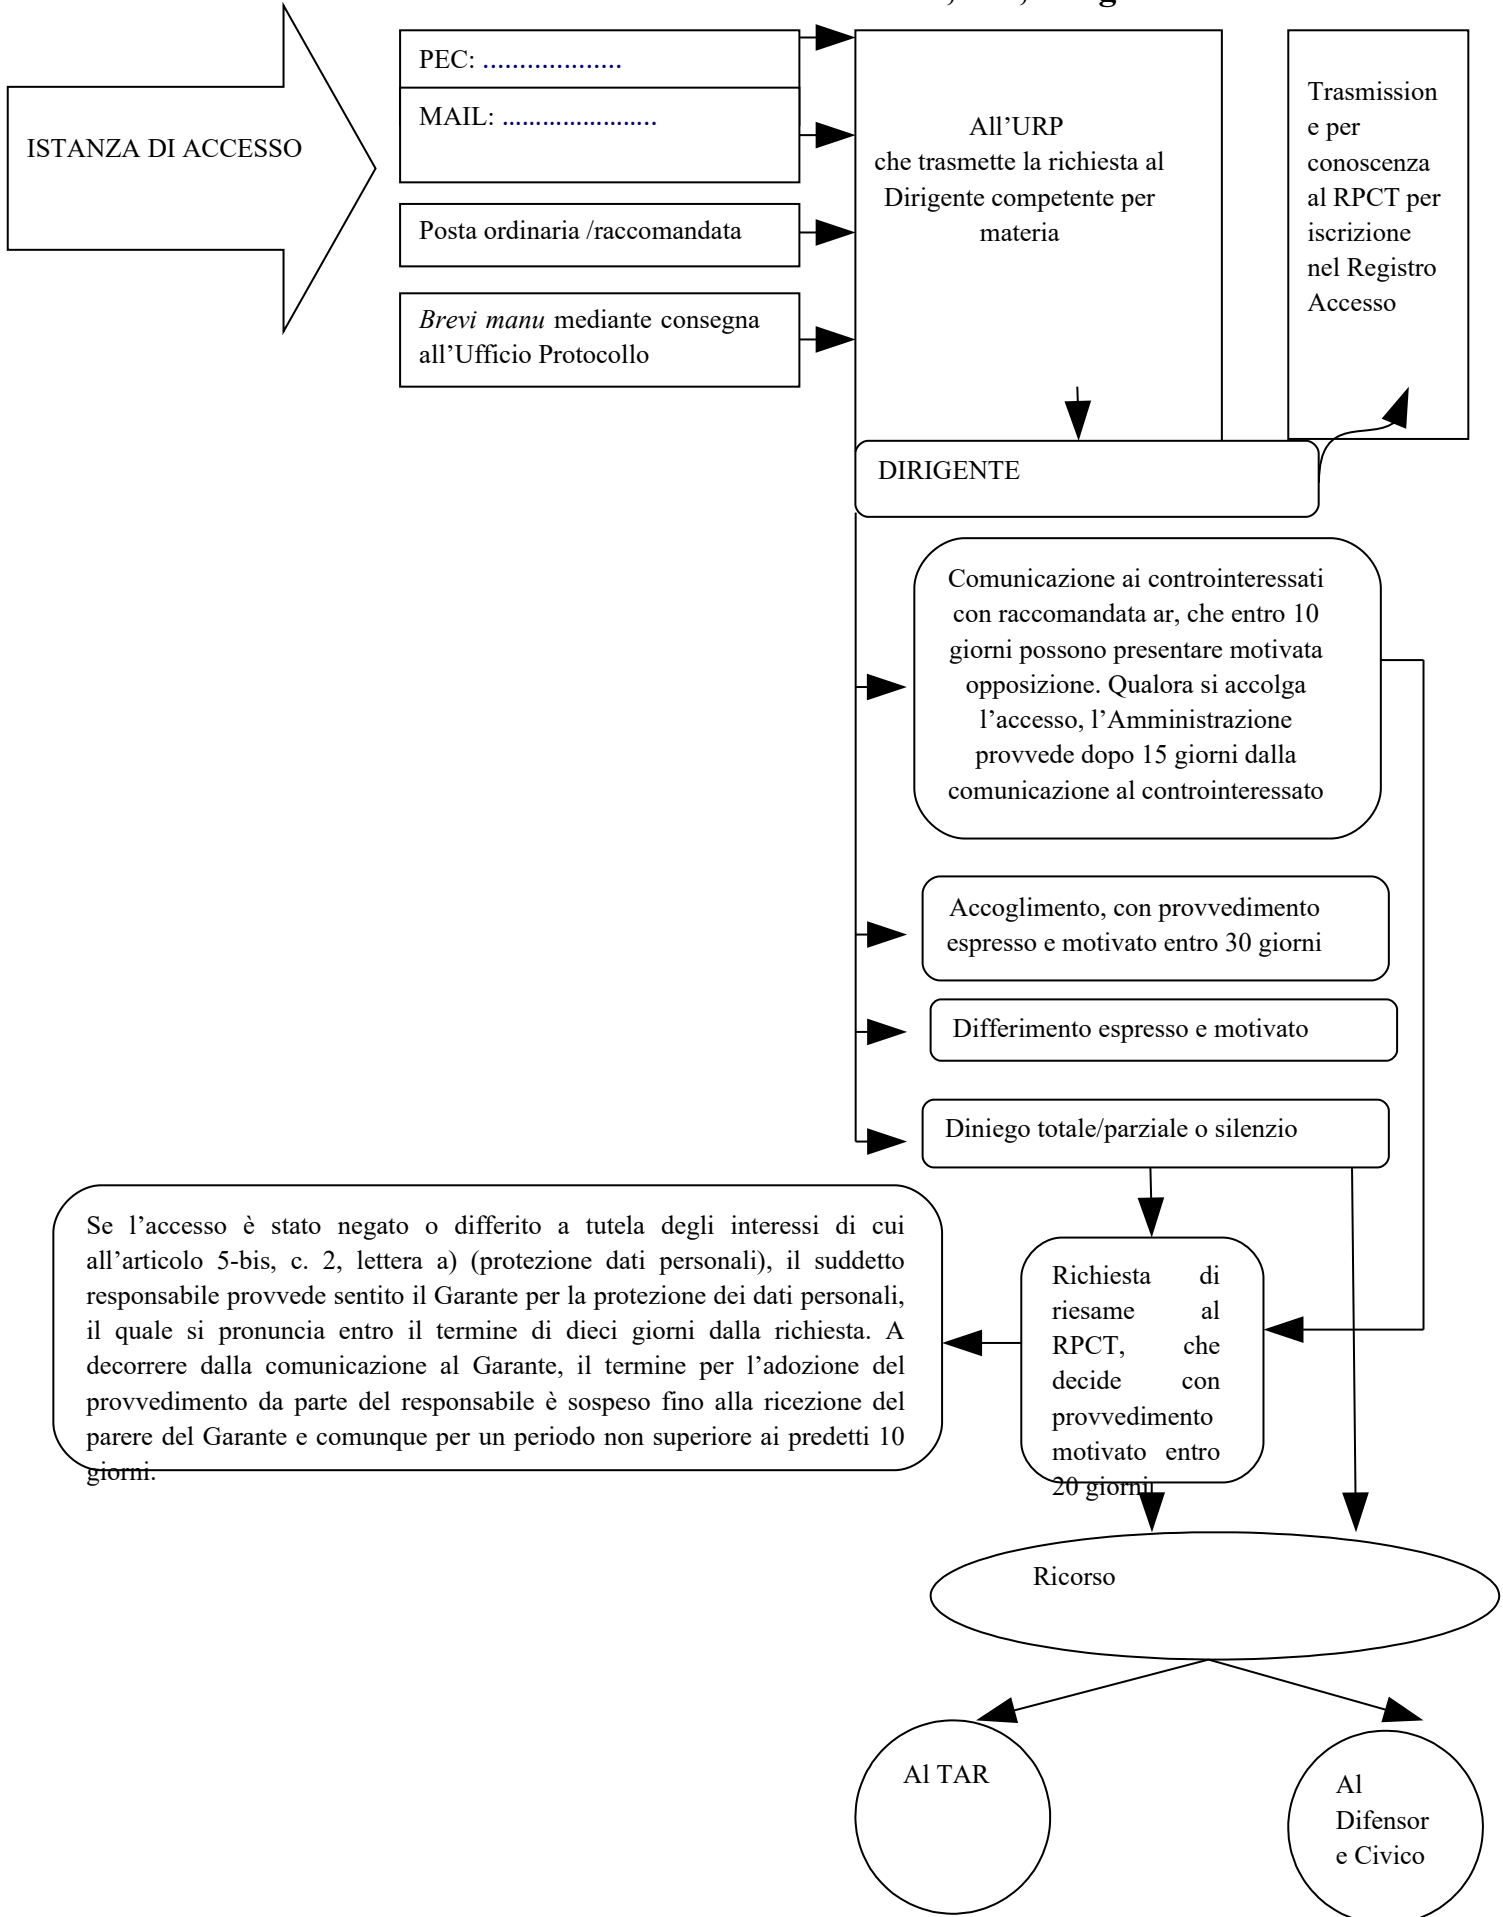 ISTANZA DI ACCESSO
PEC: ...................
MAIL: .....................
Posta ordinaria /raccomandata
Brevi manu mediante consegna
all’Ufficio Protocollo
All’URP
che trasmette la richiesta al
Dirigente competente per
materia
Trasmission
e per
conoscenza
al RPCT per
iscrizione
nel Registro
Accesso
DIRIGENTE
Comunicazione ai controinteressati
con raccomandata ar, che entro 10
giorni possono presentare motivata
opposizione. Qualora si accolga
l’accesso, l’Amministrazione
provvede dopo 15 giorni dalla
comunicazione al controinteressato
Accoglimento, con provvedimento
espresso e motivato entro 30 giorni
Differimento espresso e motivato
Diniego totale/parziale o silenzio
Se l’accesso è stato negato o differito a tutela degli interessi di cui
all’articolo 5-bis, c. 2, lettera a) (protezione dati personali), il suddetto
responsabile provvede sentito il Garante per la protezione dei dati personali,
il quale si pronuncia entro il termine di dieci giorni dalla richiesta. A
decorrere dalla comunicazione al Garante, il termine per l’adozione del
provvedimento da parte del responsabile è sospeso fino alla ricezione del
parere del Garante e comunque per un periodo non superiore ai predetti 10
giorni.
Richiesta di
riesame al
RPCT, che
decide con
provvedimento
motivato entro
20 giorni
Ricorso
Al TAR
Al
Difensor
e Civico